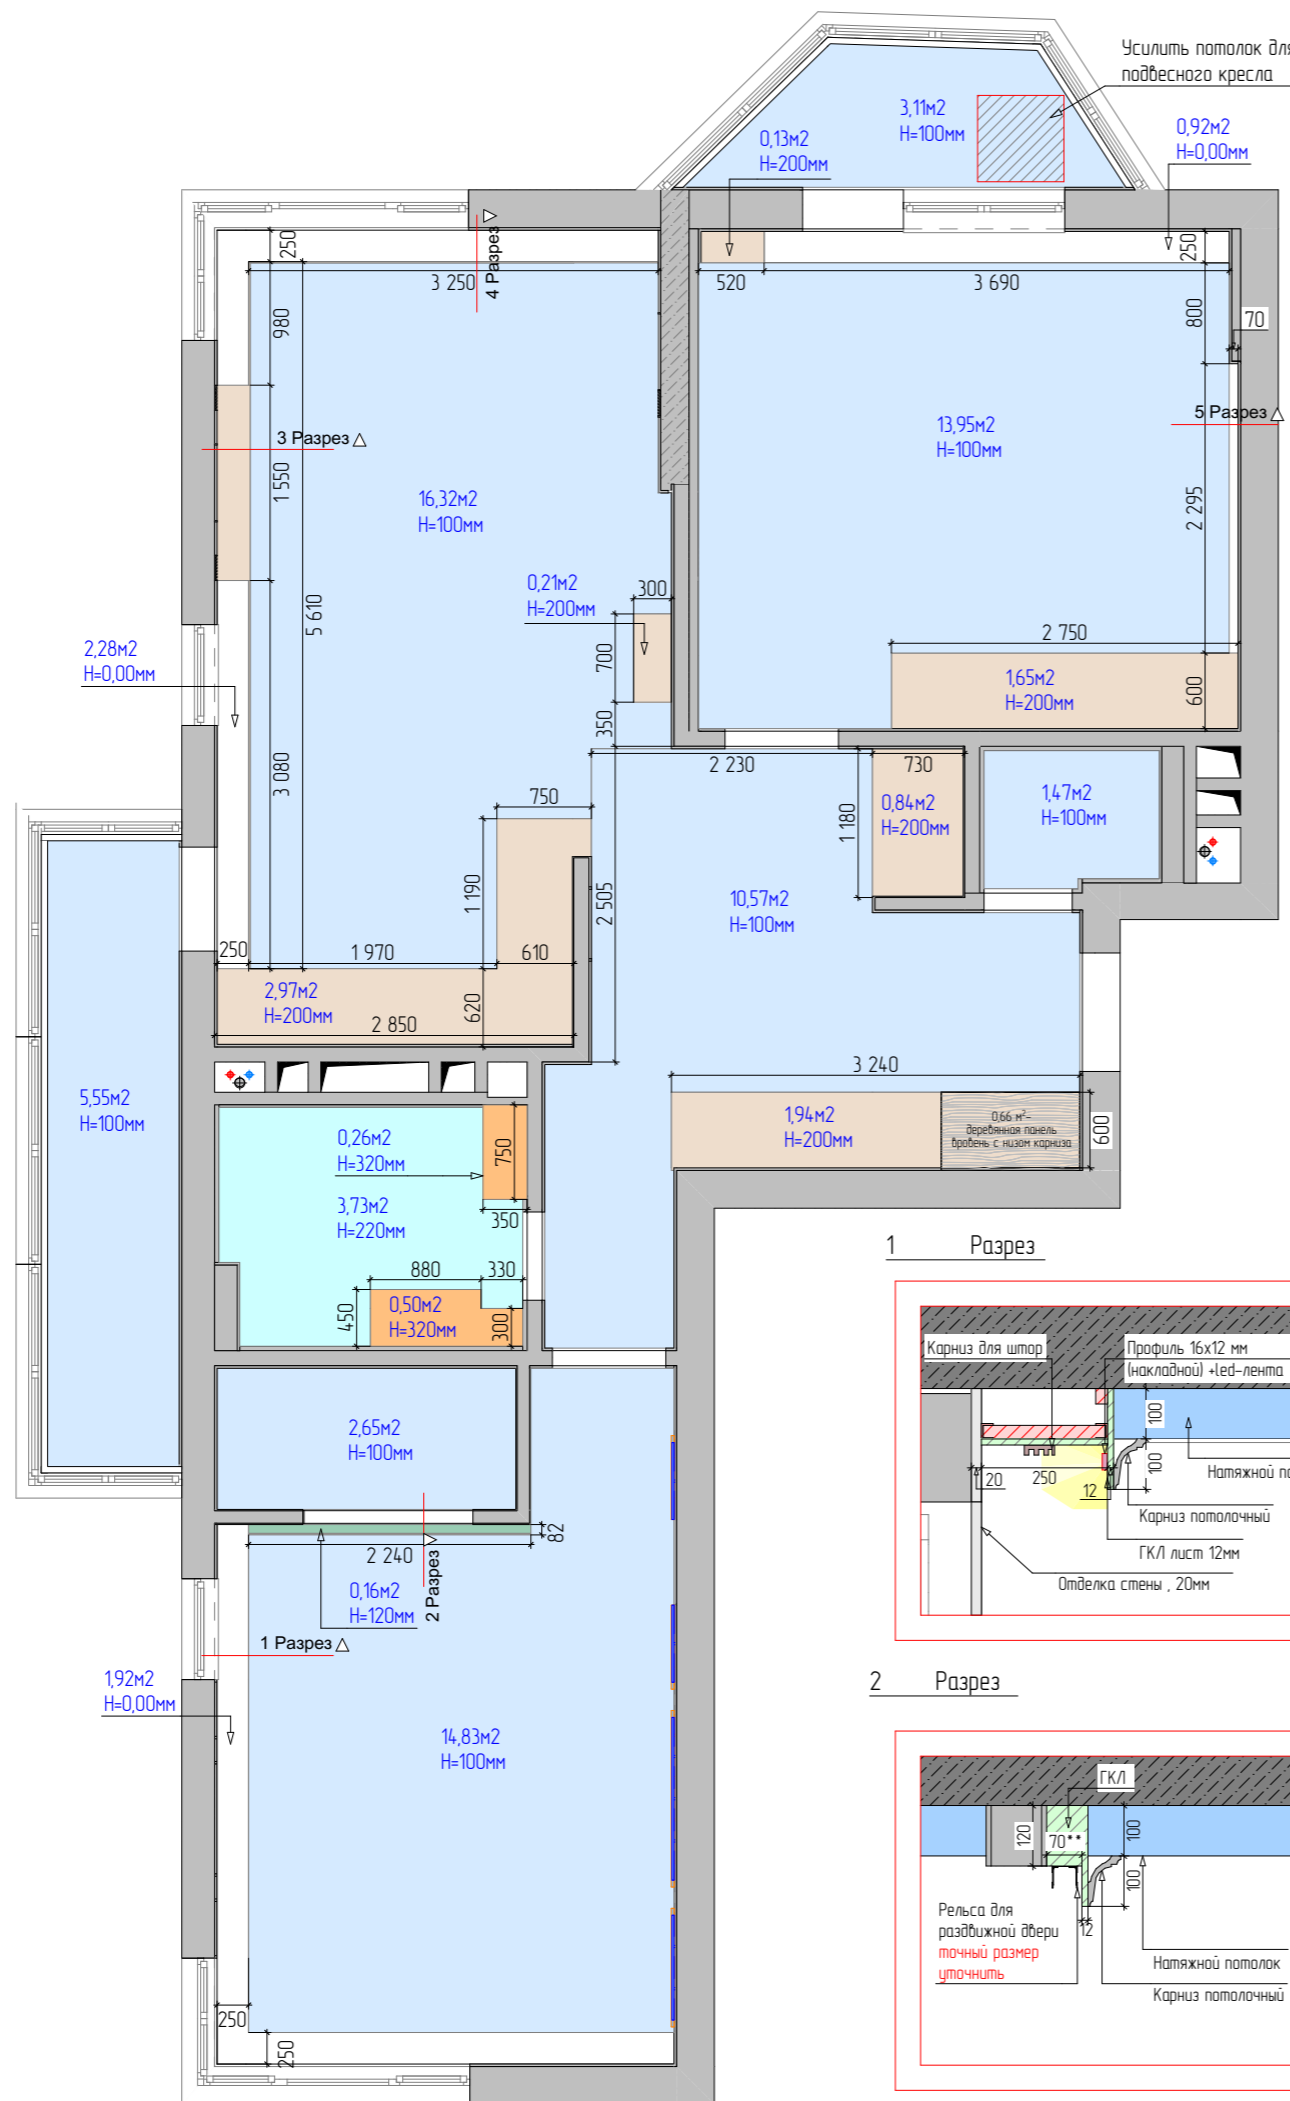 Усилить потолок для
подвесного кресла
3,11м2
H=100мм
0,13м2
H=200мм
0,92м2
H=0,00мм
250
3 250
4 Разрез
980
520
3 690
250
800
70
3 Разрез
1 550
16,32м2
H=100мм
13,95м2
H=100мм
5 Разрез
2 295
5 610
0,21м2
H=200мм
300
700
350
2 750
1,65м2
H=200мм
600
2,28м2
H=0,00мм
3 080
2 230
730
750
1 180
0,84м2
H=200мм
1,47м2
H=100мм
1 190
2 505
10,57м2
H=100мм
250
1 970
610
2,97м2
H=200мм
620
2 850
5,55м2
H=100мм
3 240
1,94м2
H=200мм
0,66 м²-
деревянная панель
вровень с низом карниза
600
0,26м2
H=320мм
750
3,73м2
H=220мм
350
880
330
450
0,50м2
H=320мм
300
2,65м2
H=100мм
82
2 240
0,16м2
H=120мм
2 Разрез
1 Разрез
1,92м2
H=0,00мм
14,83м2
H=100мм
250
250
1 Разрез
Карниз для штор
Профиль 16х12 мм
(накладной) +led-лента
100
100
20
250
12
Натяжной по
Карниз потолочный
ГКЛ лист 12мм
Отделка стены , 20мм
2 Разрез
ГКЛ
120
70**
100
100
12
Рельса для
раздвижной двери
точный размер
уточнить
Натяжной потолок
Карниз потолочный